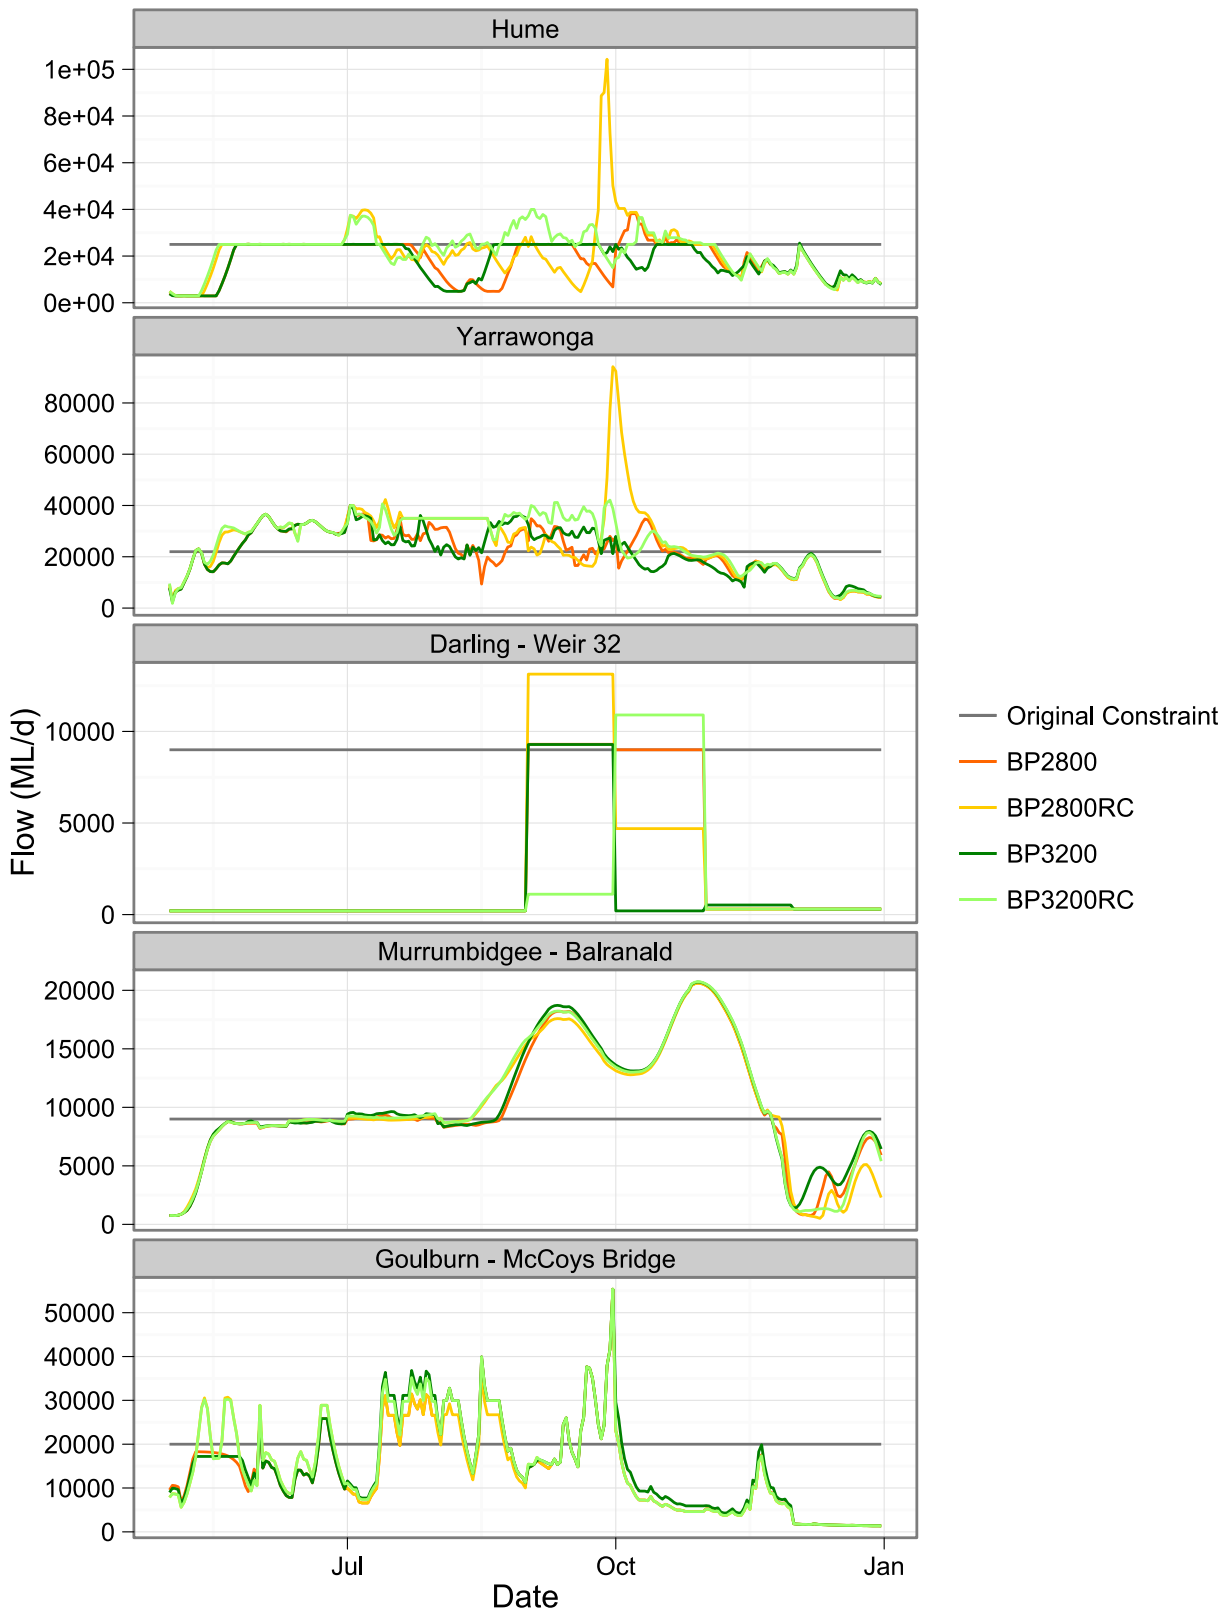 Hume
1e+05
8e+04
6e+04
4e+04
2e+04
0e+00
Yarrawonga
80000
60000
40000
20000
0
Darling - Weir 32
10000
5000
0
Flow (ML/d)
Original Constraint
BP2800
BP2800RC
BP3200
BP3200RC
Murrumbidgee - Balranald
20000
15000
10000
5000
0
Goulburn - McCoys Bridge
50000
40000
30000
20000
10000
0
Jul
Oct
Jan
Date